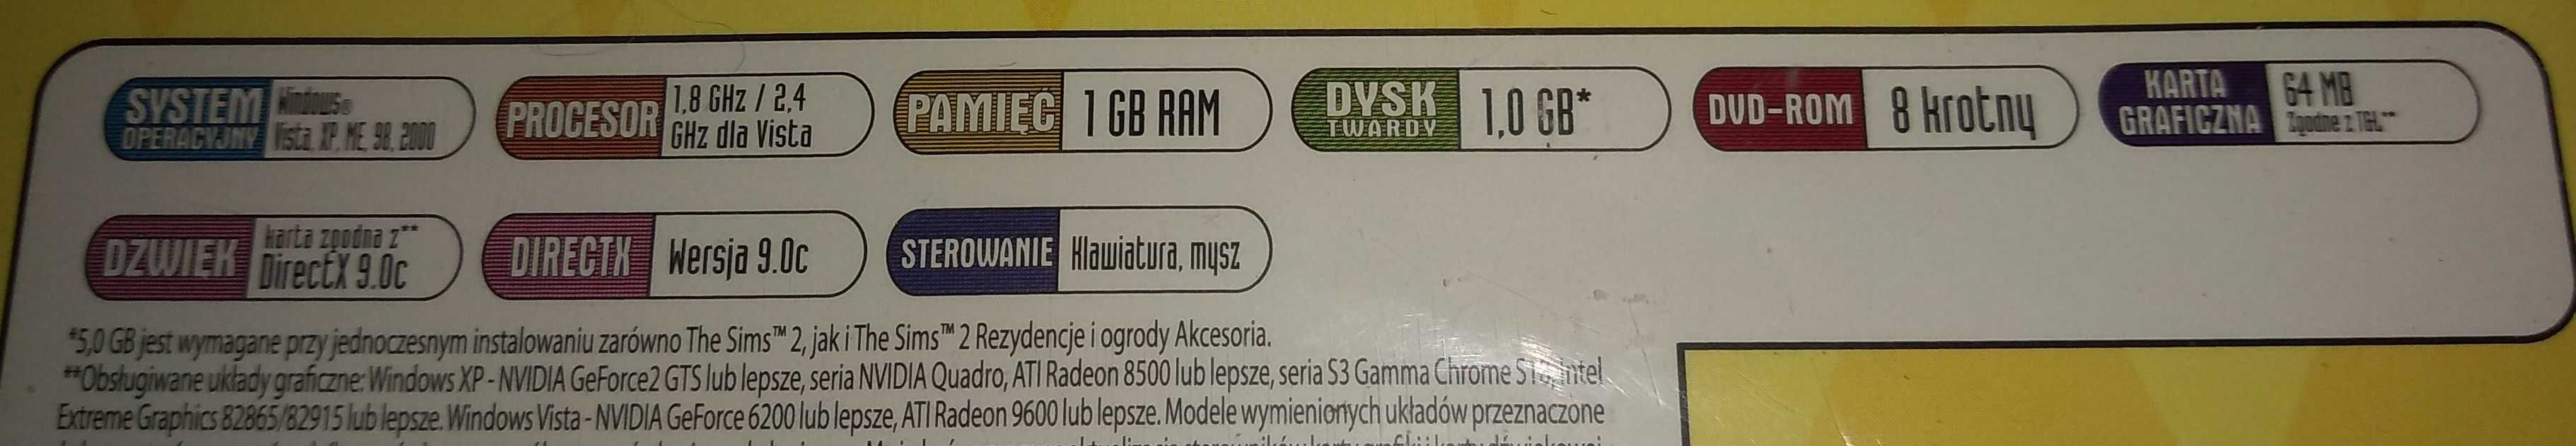 SYSTEM OPERACYJNY
Windows®
Vista, XP, ME, 98, 2000
PROCESOR
1,8 GHz / 2,4
GHz dla Vista
PAMIĘĆ
1 GB RAM
DYSK TWARDY
1,0 GB*
DVD-ROM
8 krotny
KARTA GRAFICZNA
64 MB
Zgodne z T&L**
DŹWIĘK
karta zgodna z**
DirectX 9.0c
DIRECTX
Wersja 9.0c
STEROWANIE
Klawiatura, mysz
*5,0 GB jest wymagane przy jednoczesnym instalowaniu zarówno The Sims™ 2, jak i The Sims™ 2 Rezydencje i ogrody Akcesoria.
**Obsługiwane układy graficzne: Windows XP - NVIDIA GeForce2 GTS lub lepsze, seria NVIDIA Quadro, ATI Radeon 8500 lub lepsze, seria S3 Gamma Chrome Intel
Extreme Graphics 82865/82915 lub lepsze. Windows Vista - NVIDIA GeForce 6200 lub lepsze, ATI Radeon 9600 lub lepsze. Modele wymienionych układów przeznaczone